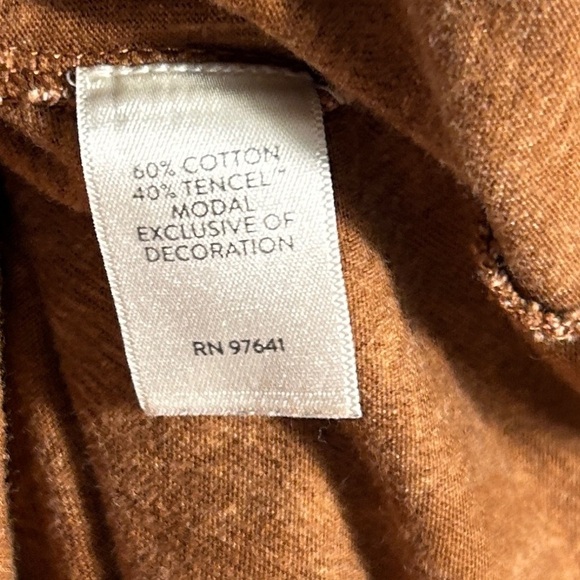 60% COTTON
40% TENCEL™
MODAL
EXCLUSIVE OF
DECORATION
RN 97641